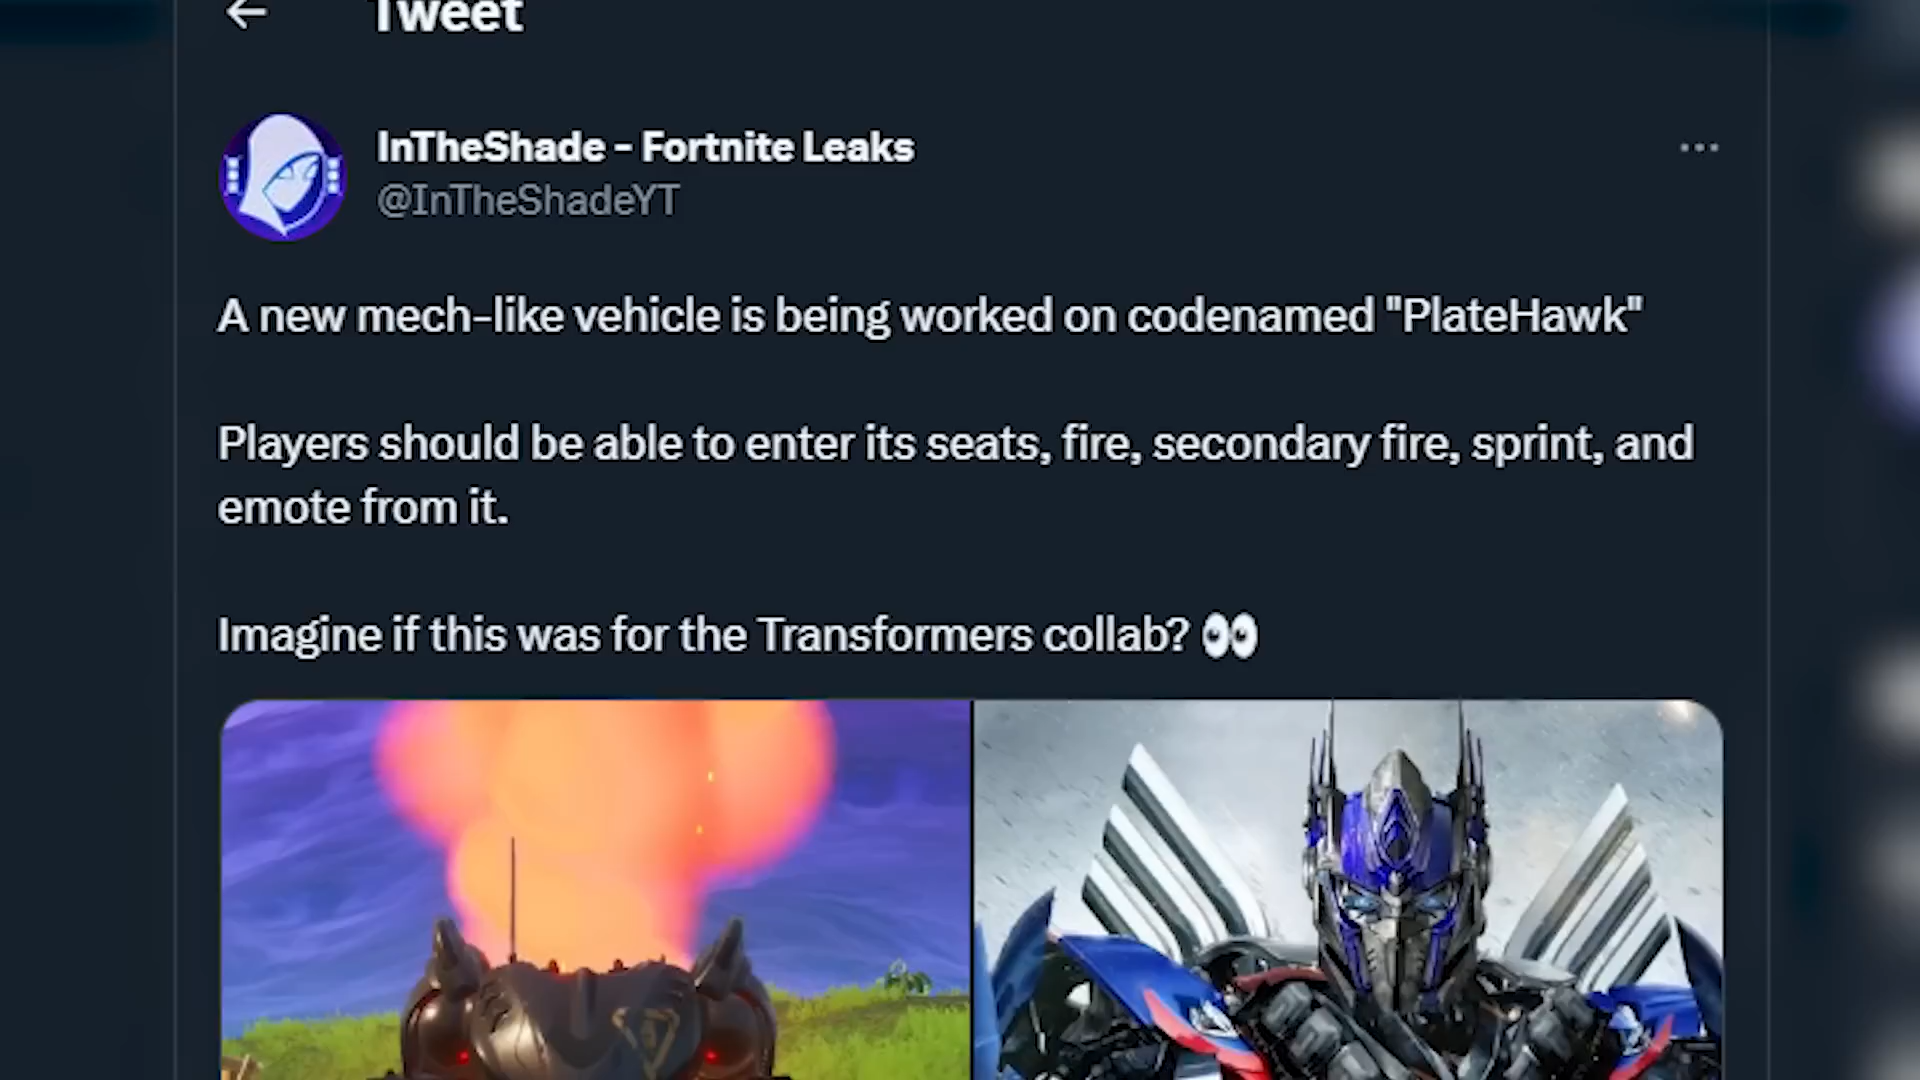 Tweet
InTheShade - Fortnite Leaks
@InTheShadeYT
A new mech-like vehicle is being worked on codenamed "PlateHawk"
Players should be able to enter its seats, fire, secondary fire, sprint, and
emote from it.
Imagine if this was for the Transformers collab? 👀